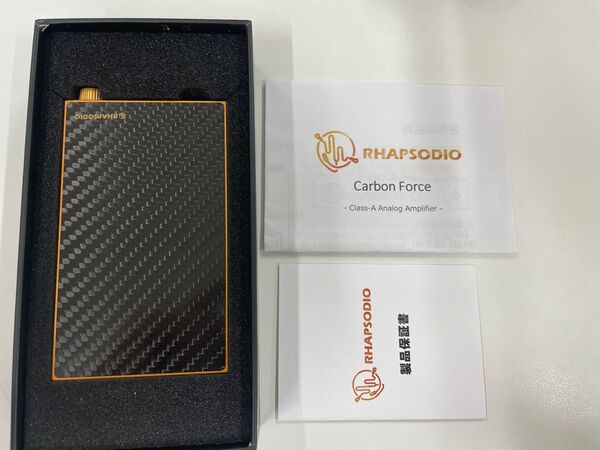 RHAPSODIO
RHAPSODIO
Carbon Force
- Class-A Analog Amplifier -
RHAPSODIO
製品保証書